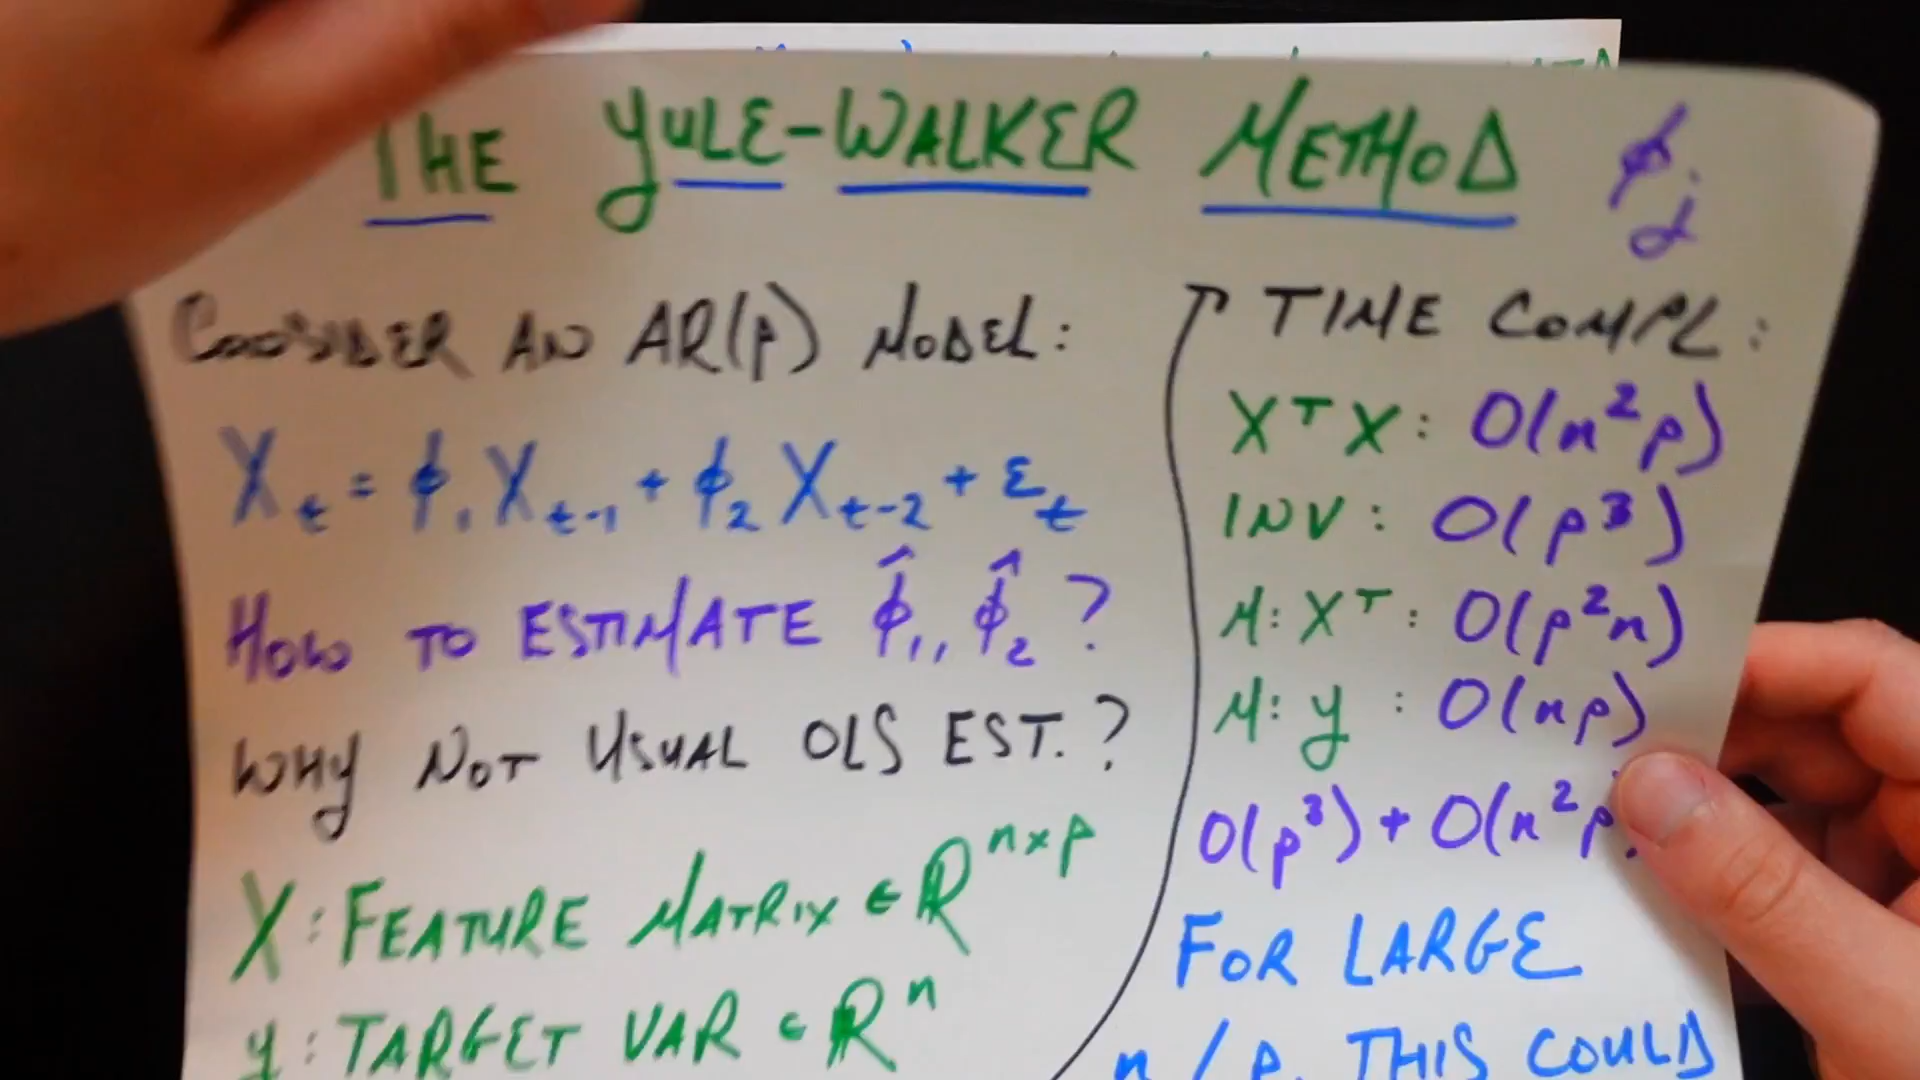 THE YULE-WALKER METHOD ϕj
CONSIDER AN AR(p) MODEL:
Xt = ϕ1 Xt-1 + ϕ2 Xt-2 + εt
HOW TO ESTIMATE ϕ̂1, ϕ̂2 ?
WHY NOT USUAL OLS EST. ?
X : FEATURE MATRIX ∈ ℝ^n×p
y : TARGET VAR ∈ ℝ^n
TIME COMPL :
X^T X : O(n²p)
INV : O(p³)
M: X^T : O(p²n)
M: y : O(np)
O(p³) + O(n²p
FOR LARGE
n/p, THIS COULD